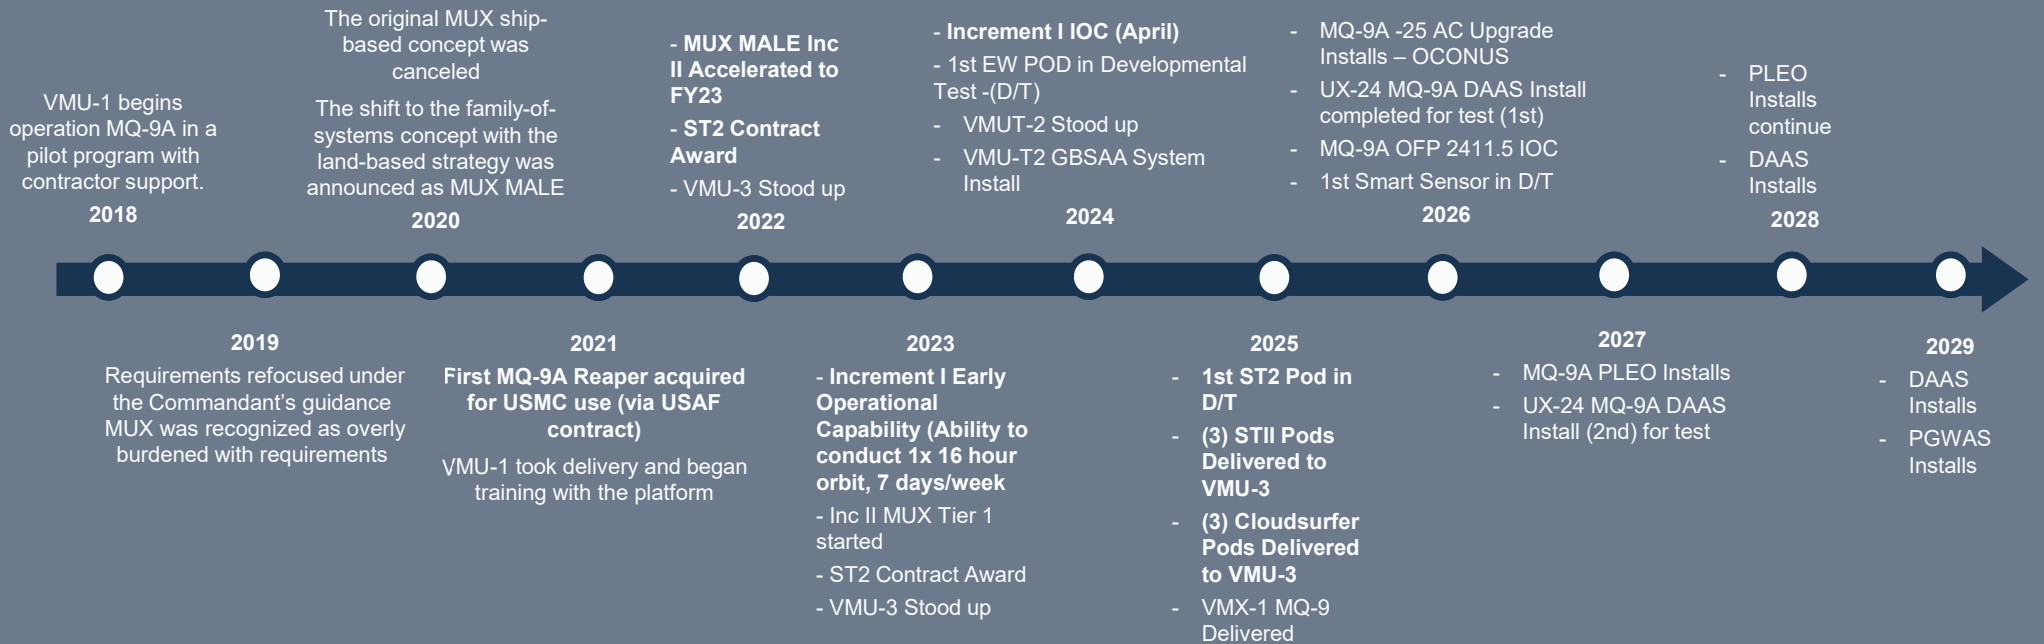 VMU-1 begins
operation MQ-9A in a
pilot program with
contractor support.
2018
The original MUX ship-
based concept was
canceled
The shift to the family-of-
systems concept with the
land-based strategy was
announced as MUX MALE
2020
- MUX MALE Inc
II Accelerated to
FY23
- ST2 Contract
Award
- VMU-3 Stood up
2022
- Increment I IOC (April)
- 1st EW POD in Developmental
Test -(D/T)
- VMUT-2 Stood up
- VMU-T2 GBSAA System
Install
2024
- MQ-9A -25 AC Upgrade
Installs – OCONUS
- UX-24 MQ-9A DAAS Install
completed for test (1st)
- MQ-9A OFP 2411.5 IOC
- 1st Smart Sensor in D/T
2026
- PLEO
Installs
continue
- DAAS
Installs
2028
2019
Requirements refocused under
the Commandant’s guidance
MUX was recognized as overly
burdened with requirements
2021
First MQ-9A Reaper acquired
for USMC use (via USAF
contract)
VMU-1 took delivery and began
training with the platform
2023
- Increment I Early
Operational
Capability (Ability to
conduct 1x 16 hour
orbit, 7 days/week
- Inc II MUX Tier 1
started
- ST2 Contract Award
- VMU-3 Stood up
2025
- 1st ST2 Pod in
D/T
- (3) STII Pods
Delivered to
VMU-3
- (3) Cloudsurfer
Pods Delivered
to VMU-3
- VMX-1 MQ-9
Delivered
2027
- MQ-9A PLEO Installs
- UX-24 MQ-9A DAAS
Install (2nd) for test
2029
- DAAS
Installs
- PGWAS
Installs